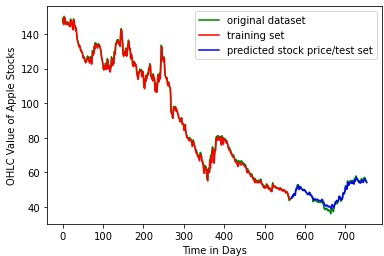 original dataset
training set
predicted stock price/test set
OHLC Value of Apple Stocks
140
120
100
80
60
40
0 100 200 300 400 500 600 700
Time in Days